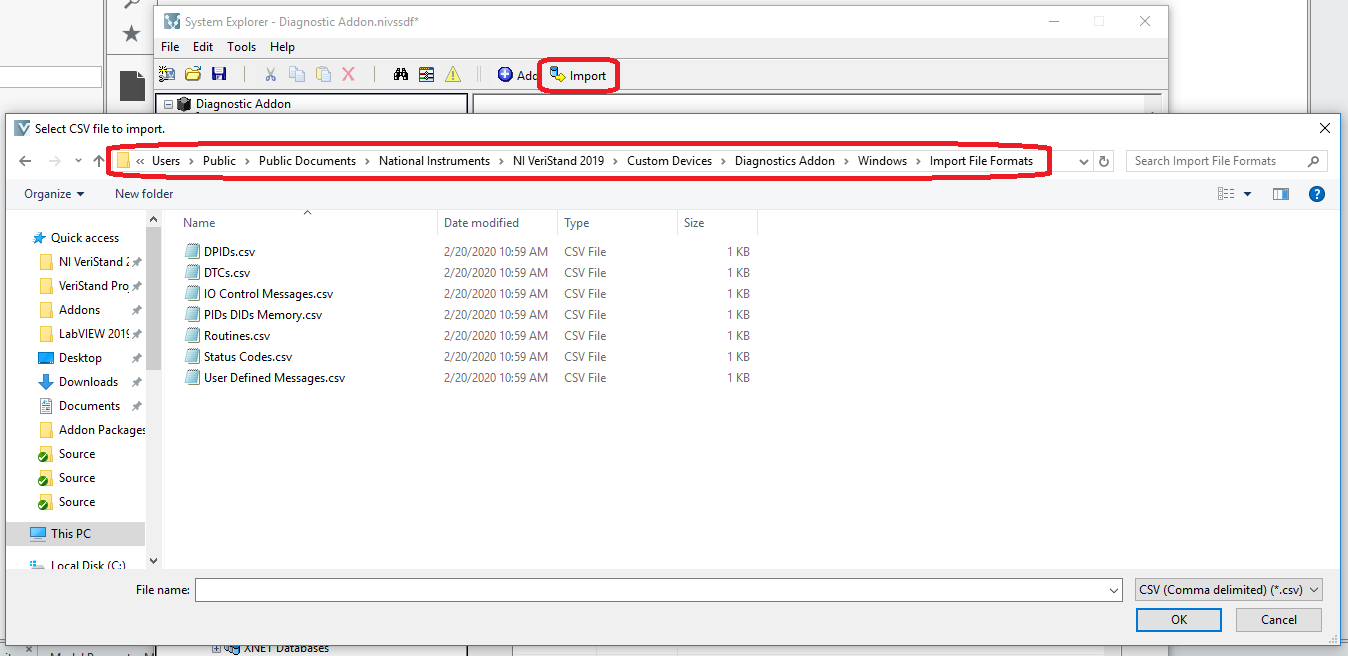 System Explorer - Diagnostic Addon.nivssdf*
File Edit Tools Help
Add Import
Diagnostic Addon
Select CSV file to import.
« Users > Public > Public Documents > National Instruments > NI VeriStand 2019 > Custom Devices > Diagnostics Addon > Windows > Import File Formats
Search Import File Formats
Organize New folder
Name Date modified Type Size
Quick access
NI VeriStand 2
VeriStand Pro
Addons
LabVIEW 2019
Desktop
Downloads
Documents
Addon Packages
Source
Source
Source
This PC
Local Disk (C:)
DPIDs.csv 2/20/2020 10:59 AM CSV File 1 KB
DTCs.csv 2/20/2020 10:59 AM CSV File 1 KB
IO Control Messages.csv 2/20/2020 10:59 AM CSV File 1 KB
PIDs DIDs Memory.csv 2/20/2020 10:59 AM CSV File 1 KB
Routines.csv 2/20/2020 10:59 AM CSV File 1 KB
Status Codes.csv 2/20/2020 10:59 AM CSV File 1 KB
User Defined Messages.csv 2/20/2020 10:59 AM CSV File 1 KB
File name:
CSV (Comma delimited) (*.csv)
OK Cancel
XNET Databases